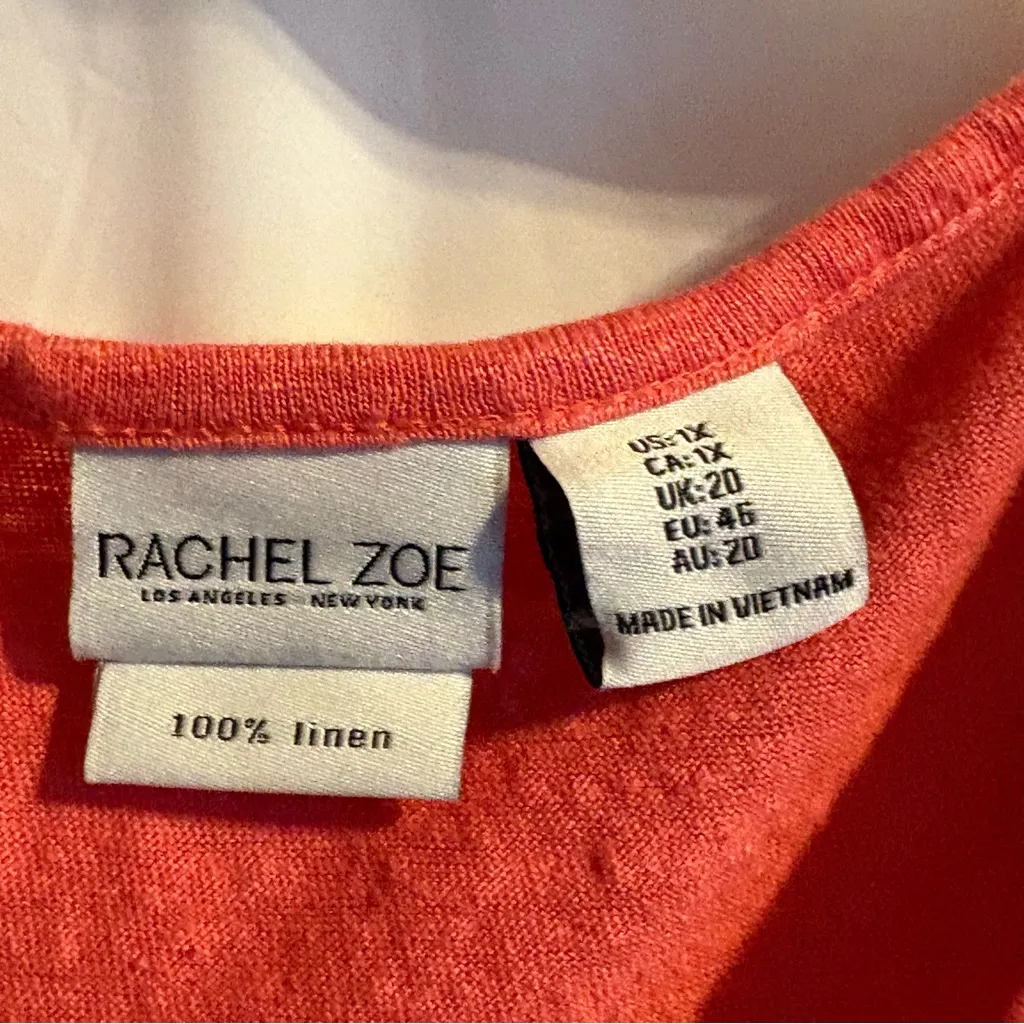 RACHEL ZOE
LOS ANGELES NEW YORK
100% linen
US:1X
CA:1X
UK:20
EU:46
AU:20
MADE IN VIETNAM